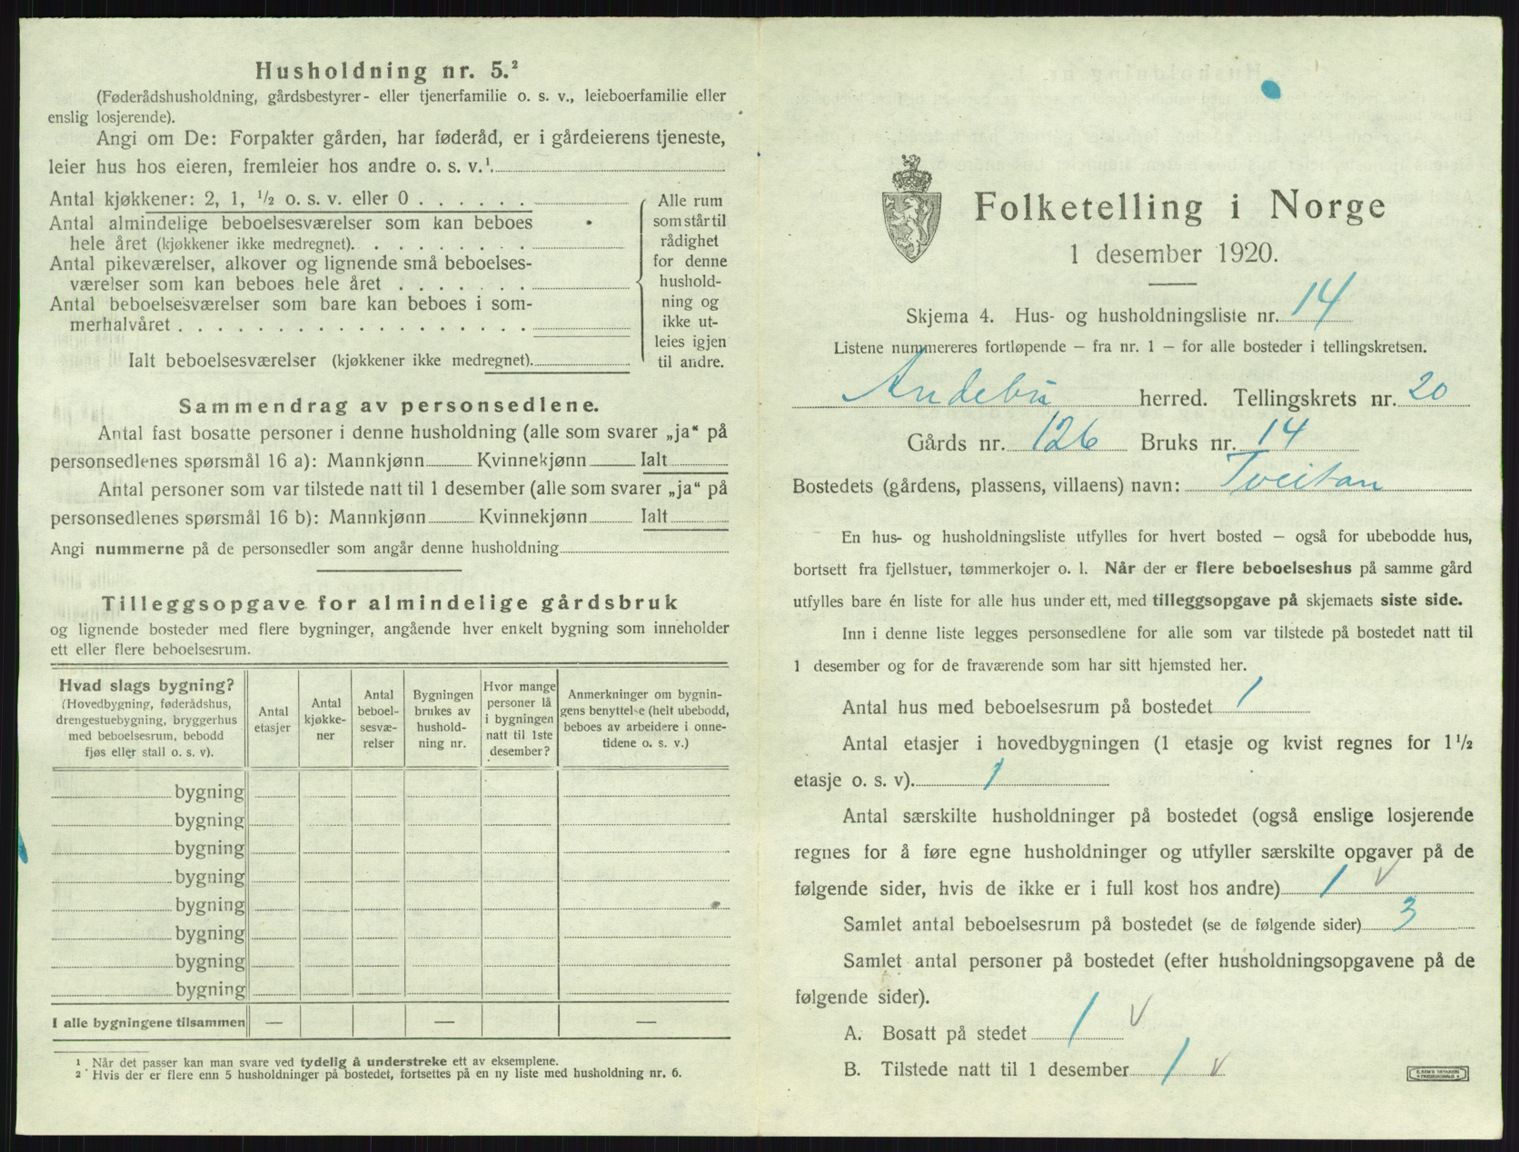 Husholdning nr. 5.²
(Føderådshusholdning, gårdsbestyrer- eller tjenerfamilie o. s. v., leieboerfamilie eller
enslig losjerende).
Angi om De: Forpakter gården, har føderåd, er i gårdeierens tjeneste,
leier hus hos eieren, fremleier hos andre o. s. v.¹.
Antal kjøkkener: 2, 1, ½ o. s. v. eller 0 . . . . . .
Antal almindelige beboelsesværelser som kan beboes
hele året (kjøkkener ikke medregnet). . . . . . . . .
Antal pikeværelser, alkover og lignende små beboelses-
værelser som kan beboes hele året . . . . . . .
Antal beboelsesværelser som bare kan beboes i som-
merhalvåret . . . . . . . . . . . . . . . . . .
Ialt beboelsesværelser (kjøkkener ikke medregnet).
Alle rum
som står til
rådighet
for denne
hushold-
ning og
ikke ut-
leies igjen
til andre.
Sammendrag av personsedlene.
Antal fast bosatte personer i denne husholdning (alle som svarer „ja“ på
personsedlenes spørsmål 16 a): Mannkjønn Kvinnekjønn Ialt
Antal personer som var tilstede natt til 1 desember (alle som svarer „ja“ på
personsedlenes spørsmål 16 b): Mannkjønn Kvinnekjønn Ialt
Angi nummerne på de personsedler som angår denne husholdning
Tilleggsopgave for almindelige gårdsbruk
og lignende bosteder med flere bygninger, angående hver enkelt bygning som inneholder
ett eller flere beboelsesrum.
Hvad slags bygning?
(Hovedbygning, føderådshus,
drengestuebygning, bryggerhus
med beboelsesrum, bebodd
fjøs eller stall o. s. v).
Antal
etasjer
Antal
kjøkke-
ner
Antal
beboel-
sesvæ-
relser
Bygningen
brukes av
hushold-
ning nr.
Hvor mange
personer lå
i bygningen
natt til 1ste
desember?
Anmerkninger om bygnin-
gens benyttelse (helt ubebodd,
beboes av arbeidere i onne-
tidene o. s. v.)
bygning
bygning
bygning
bygning
bygning
bygning
bygning
bygning
I alle bygningene tilsammen — — —
¹ Når det passer kan man svare ved tydelig å understreke ett av eksemplene.
² Hvis der er flere enn 5 husholdninger på bostedet, fortsettes på en ny liste med husholdning nr. 6.
Folketelling i Norge
1 desember 1920.
Skjema 4. Hus- og husholdningsliste nr. 14
Listene nummereres fortløpende — fra nr. 1 — for alle bosteder i tellingskretsen.
Andebu herred. Tellingskrets nr. 20
Gårds nr. 126 Bruks nr. 14
Bostedets (gårdens, plassens, villaens) navn: Tveitan
En hus- og husholdningsliste utfylles for hvert bosted — også for ubebodde hus,
bortsett fra fjellstuer, tømmerkojer o. l. Når der er flere beboelseshus på samme gård
utfylles bare én liste for alle hus under ett, med tilleggsopgave på skjemaets siste side.
Inn i denne liste legges personsedlene for alle som var tilstede på bostedet natt til
1 desember og for de fraværende som har sitt hjemsted her.
Antal hus med beboelsesrum på bostedet 1
Antal etasjer i hovedbygningen (1 etasje og kvist regnes for 1½
etasje o. s. v). 1
Antal særskilte husholdninger på bostedet (også enslige losjerende
regnes for å føre egne husholdninger og utfyller særskilte opgaver på de
følgende sider, hvis de ikke er i full kost hos andre) 1 ✓
Samlet antal beboelsesrum på bostedet (se de følgende sider) 3
Samlet antal personer på bostedet (efter husholdningsopgavene på de
følgende sider).
A. Bosatt på stedet 1 ✓
B. Tilstede natt til 1 desember 1 ✓